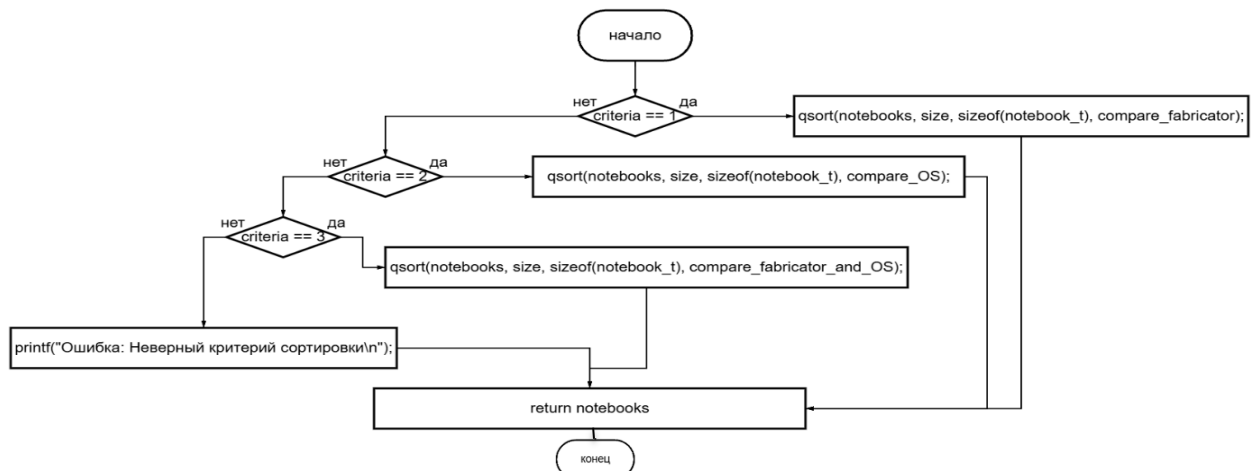 начало
нет
да
criteria == 1
qsort(notebooks, size, sizeof(notebook_t), compare_fabricator);
нет
да
criteria == 2
qsort(notebooks, size, sizeof(notebook_t), compare_OS);
нет
да
criteria == 3
qsort(notebooks, size, sizeof(notebook_t), compare_fabricator_and_OS);
printf("Ошибка: Неверный критерий сортировки\n");
return notebooks
конец